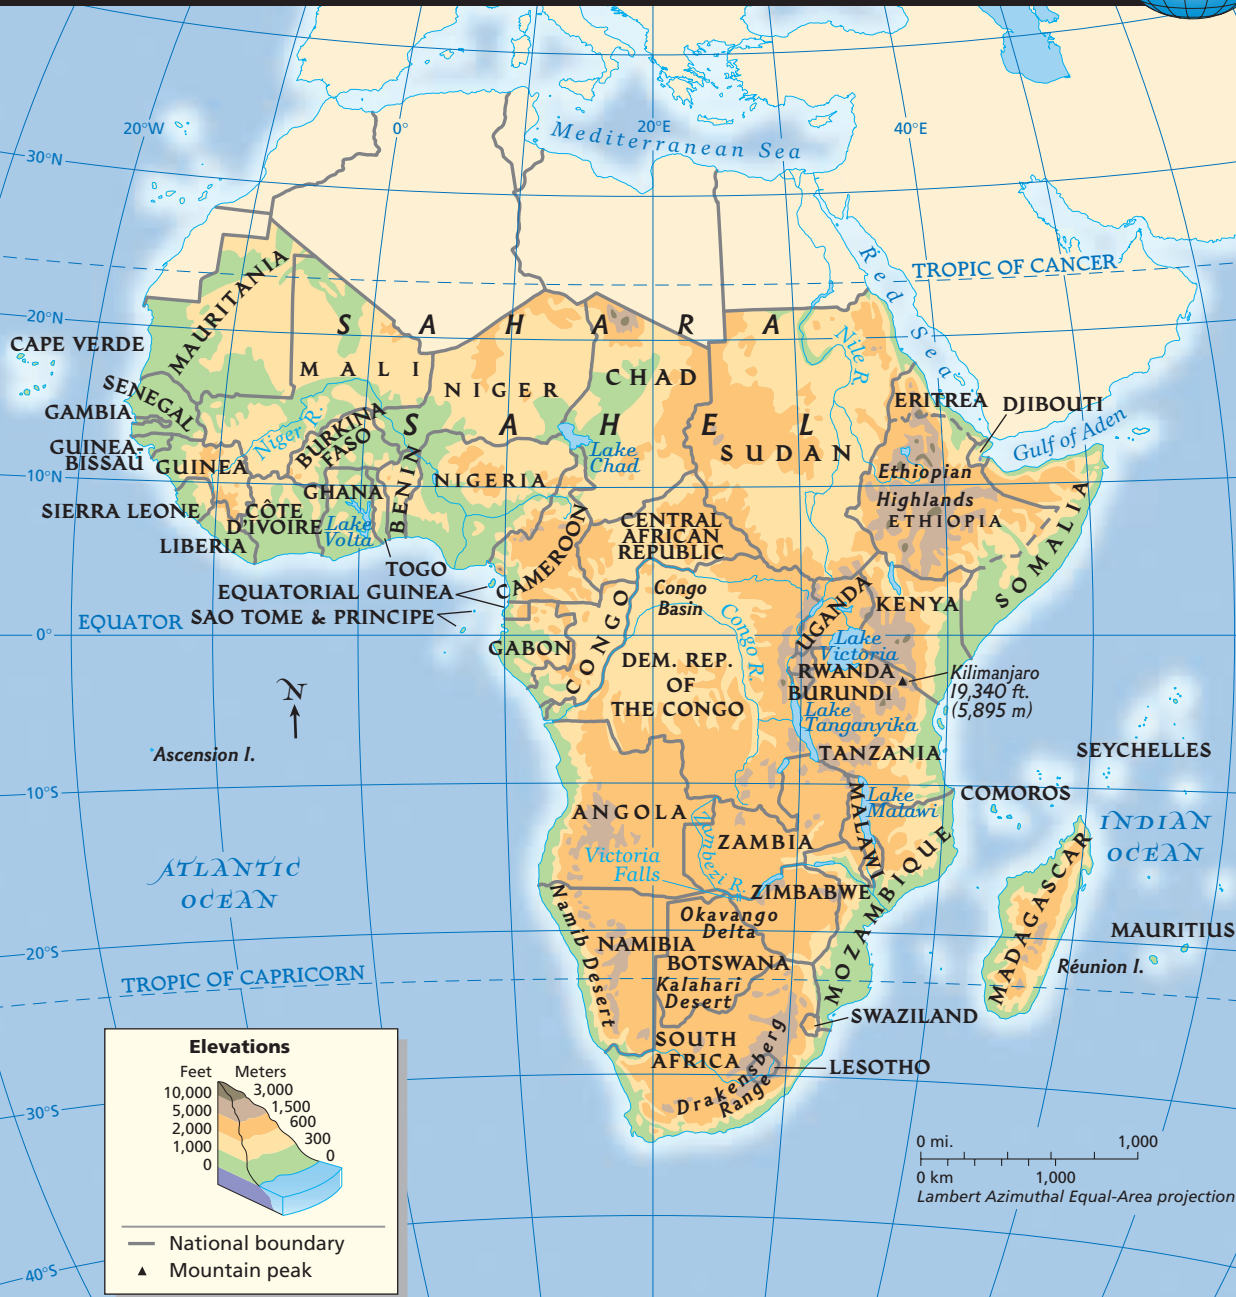 20°W
0°
20°E
40°E
Mediterranean Sea
30°N
Red Sea
TROPIC OF CANCER
20°N
CAPE VERDE
MAURITANIA
SAHARA
MALI
NIGER
CHAD
Nile R.
SENEGAL
GAMBIA
ERITREA
DJIBOUTI
Gulf of Aden
SAHEL
SUDAN
Niger R.
BURKINA
FASO
Lake
Chad
GUINEA-
BISSAU
GUINEA
10°N
BENIN
NIGERIA
Ethiopian
Highlands
ETHIOPIA
GHANA
SIERRA LEONE
CÔTE
D'IVOIRE
Lake
Volta
LIBERIA
CENTRAL
AFRICAN
REPUBLIC
CAMEROON
SOMALIA
TOGO
EQUATORIAL GUINEA
SAO TOME & PRINCIPE
EQUATOR
0°
Congo
Basin
Congo R.
UGANDA
KENYA
GABON
CONGO
Lake
Victoria
DEM. REP.
OF
THE CONGO
RWANDA
BURUNDI
Kilimanjaro
19,340 ft.
(5,895 m)
Lake
Tanganyika
N
Ascension I.
TANZANIA
SEYCHELLES
10°S
COMOROS
Lake
Malawi
MALAWI
ANGOLA
ZAMBIA
INDIAN
OCEAN
Zambezi R.
Victoria
Falls
ATLANTIC
OCEAN
ZIMBABWE
MOZAMBIQUE
MADAGASCAR
Okavango
Delta
Namib Desert
NAMIBIA
BOTSWANA
MAURITIUS
Réunion I.
20°S
TROPIC OF CAPRICORN
Kalahari
Desert
SWAZILAND
SOUTH
AFRICA
LESOTHO
Drakensberg
Range
30°S
40°S
Elevations
Feet Meters
10,000 3,000
5,000 1,500
2,000 600
1,000 300
0 0
National boundary
Mountain peak
0 mi. 1,000
0 km 1,000
Lambert Azimuthal Equal-Area projection